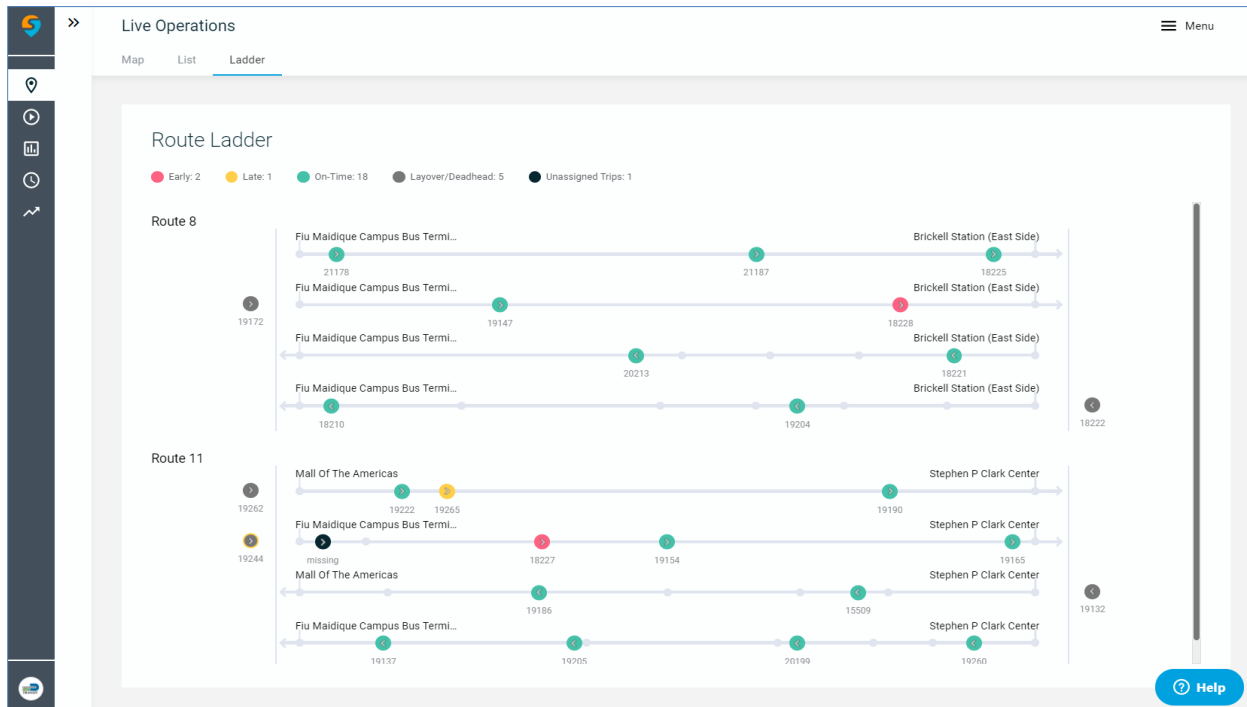 Live Operations
Menu
Map List Ladder
Route Ladder
Early: 2 Late: 1 On-Time: 18 Layover/Deadhead: 5 Unassigned Trips: 1
Route 8
Fiu Maidique Campus Bus Termi... Brickell Station (East Side)
21178 21187 18225
Fiu Maidique Campus Bus Termi... Brickell Station (East Side)
19172 19147 18228
Fiu Maidique Campus Bus Termi... Brickell Station (East Side)
20213 18221
Fiu Maidique Campus Bus Termi... Brickell Station (East Side)
18210 19204 18222
Route 11
Mall Of The Americas Stephen P Clark Center
19262 19222 19265 19190
Fiu Maidique Campus Bus Termi... Stephen P Clark Center
19244 missing 18227 19154 19165
Mall Of The Americas Stephen P Clark Center
19186 15509 19132
Fiu Maidique Campus Bus Termi... Stephen P Clark Center
19137 19205 20199 19260
Help